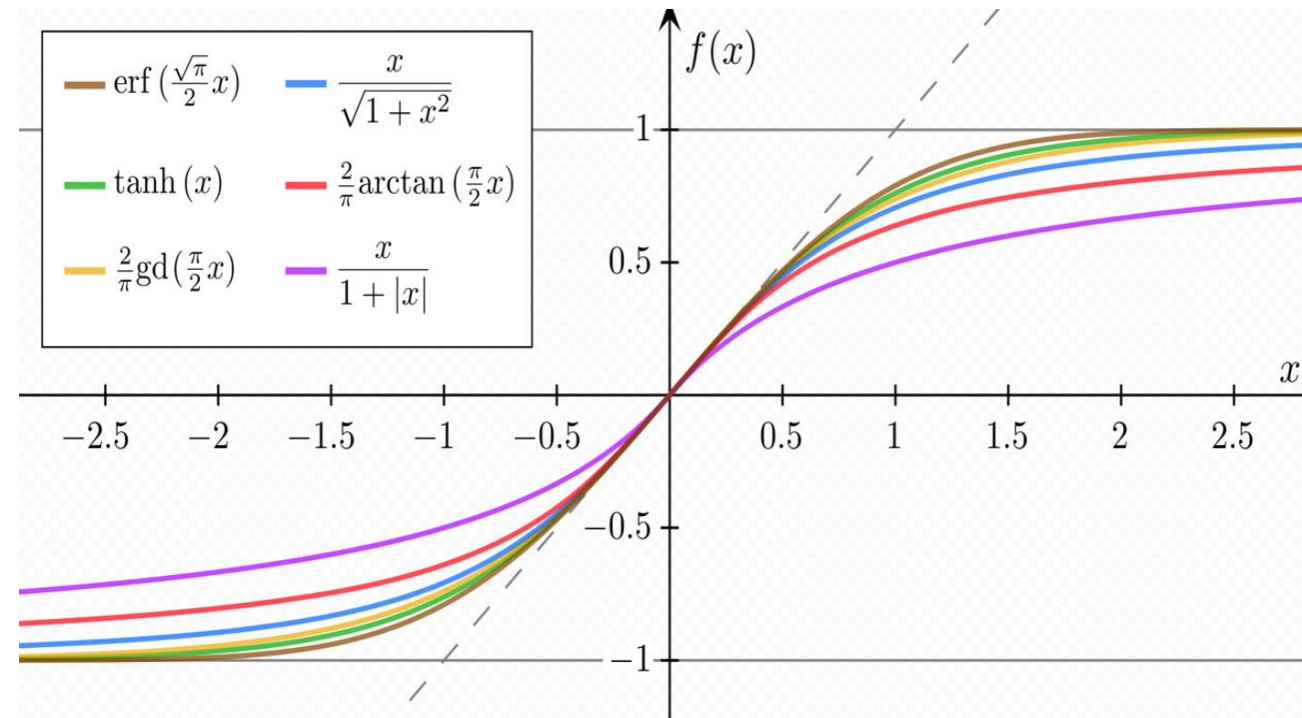 f(x)
erf (√π/2 x)    x/√(1 + x²)
tanh (x)    2/π arctan (π/2 x)
2/π gd (π/2 x)    x/(1 + |x|)
1
0.5
x
−2.5 −2 −1.5 −1 −0.5 0.5 1 1.5 2 2.5
−0.5
−1